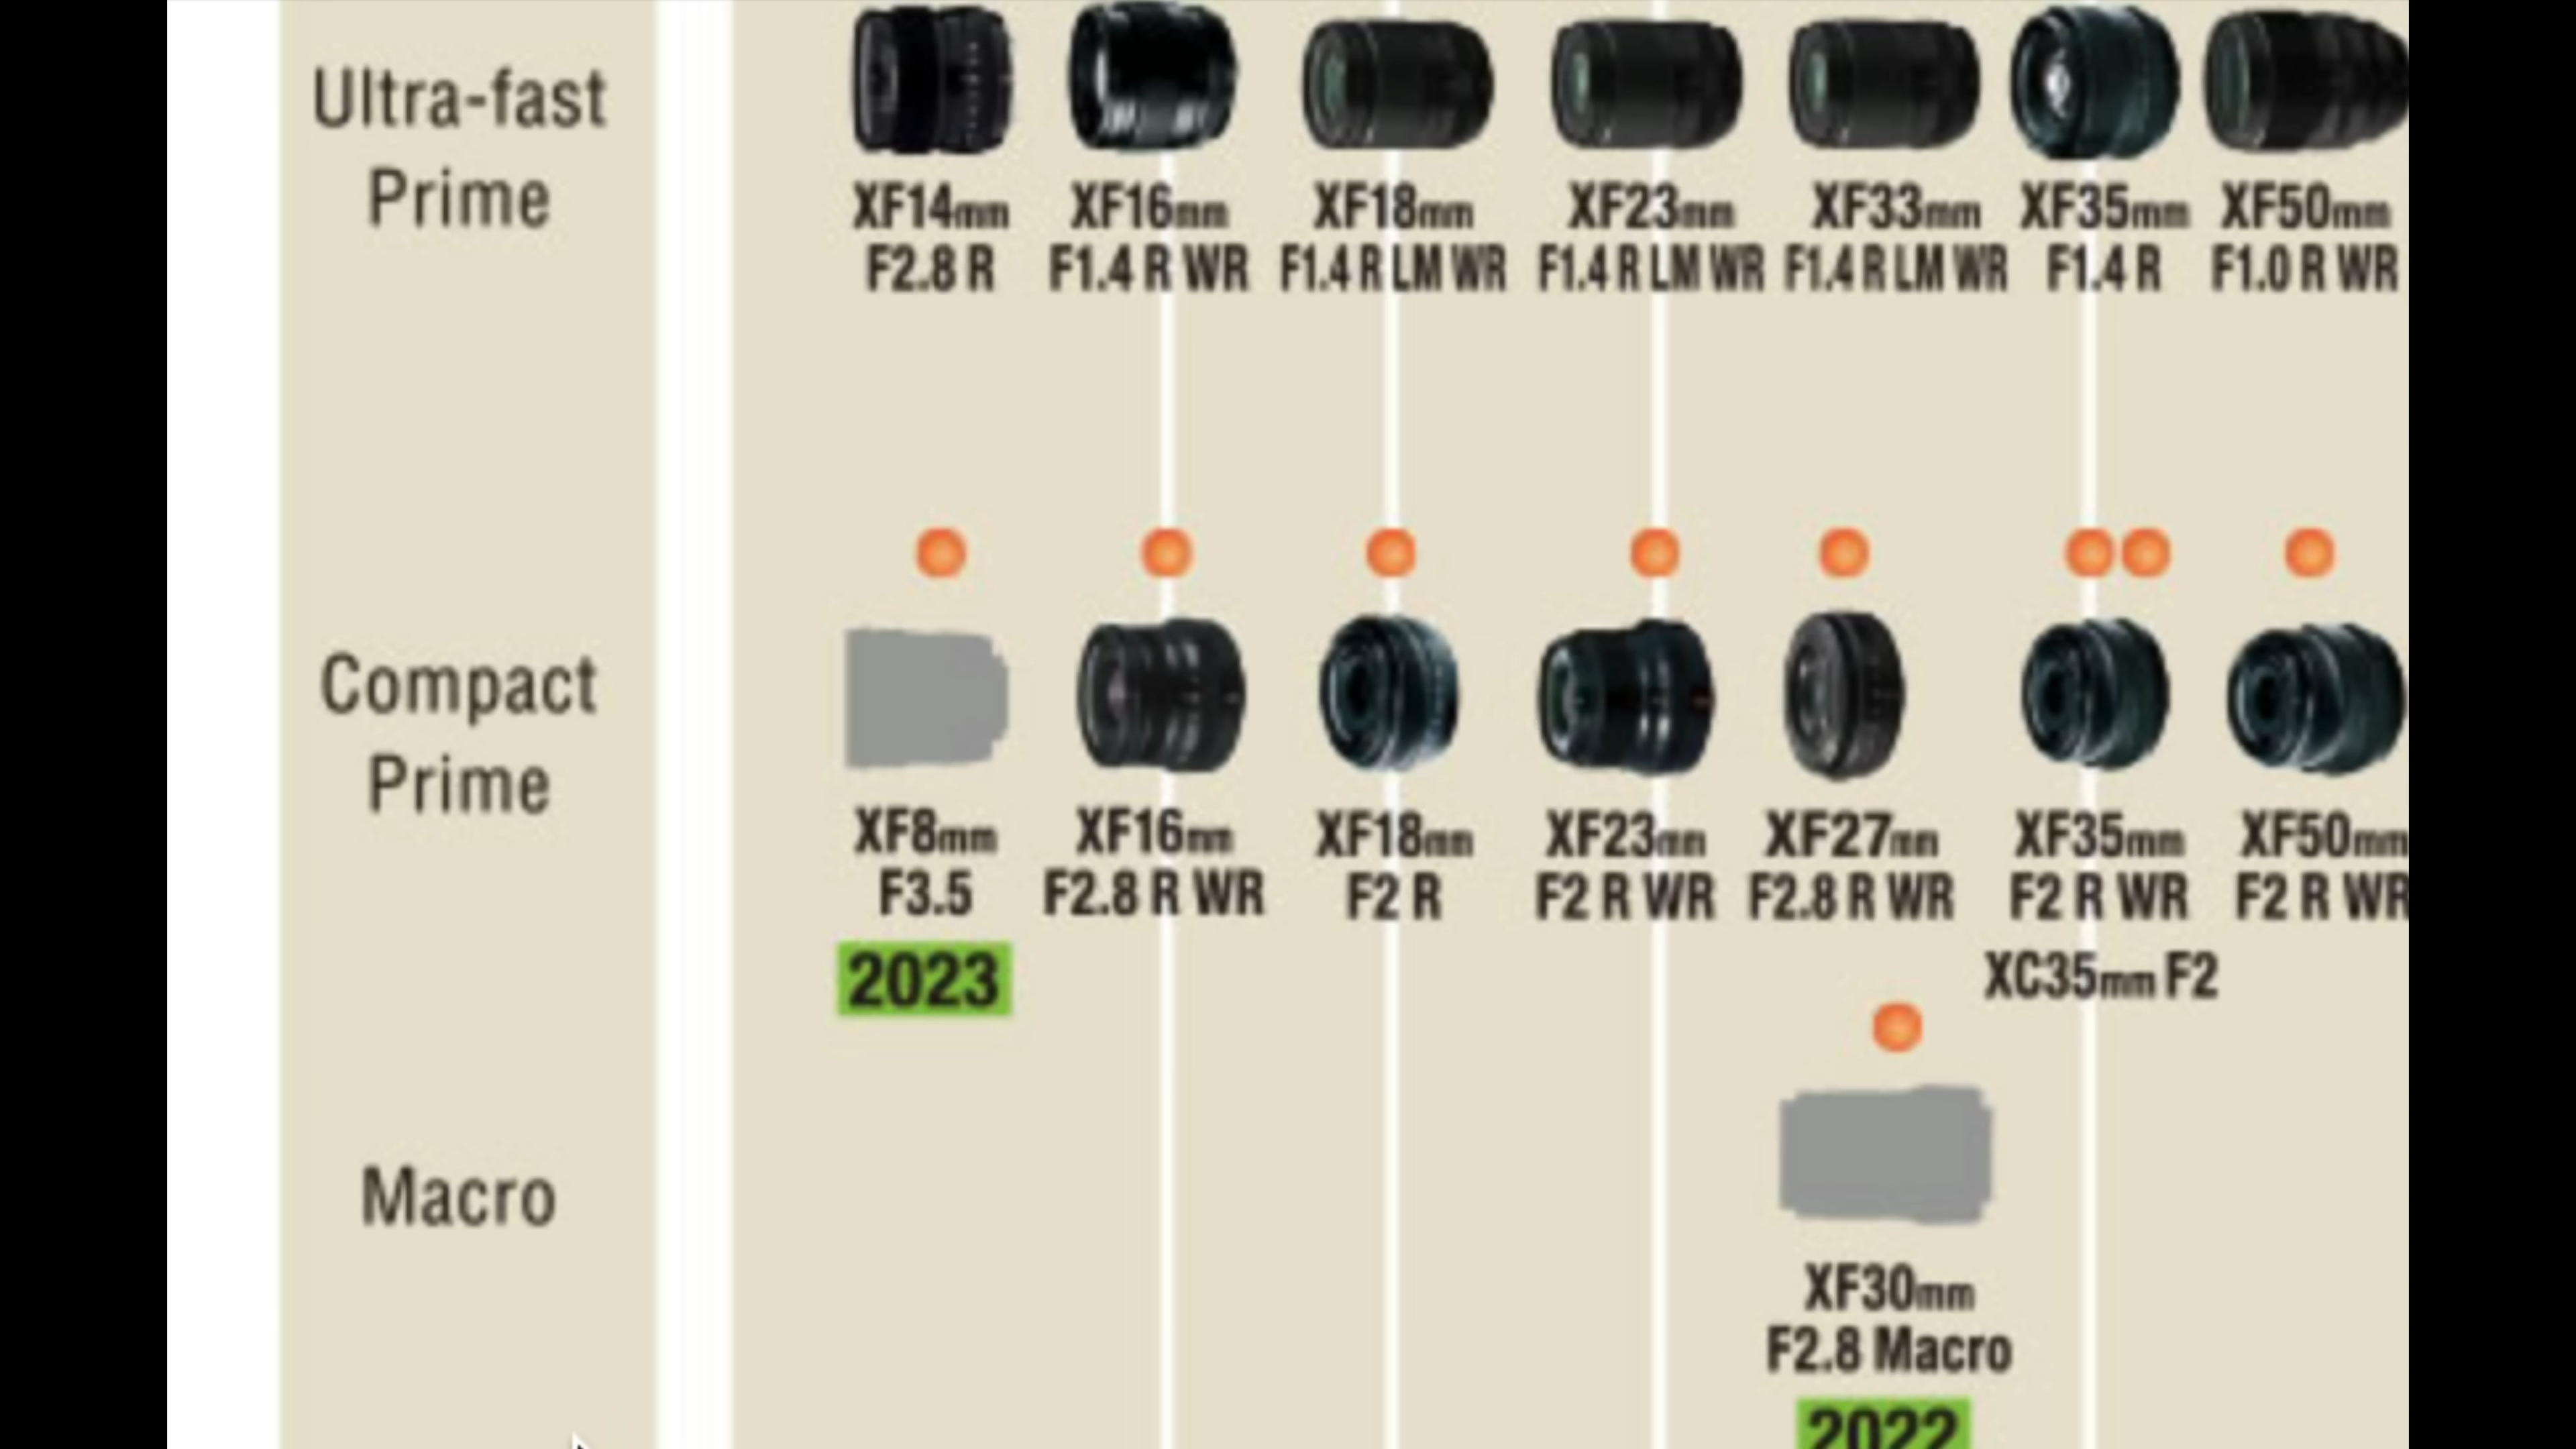 Ultra-fast
Prime
XF14mm
F2.8 R
XF16mm
F1.4 R WR
XF18mm
F1.4 R LM WR
XF23mm
F1.4 R LM WR
XF33mm
F1.4 R LM WR
XF35mm
F1.4 R
XF50mm
F1.0 R WR
Compact
Prime
XF8mm
F3.5
2023
XF16mm
F2.8 R WR
XF18mm
F2 R
XF23mm
F2 R WR
XF27mm
F2.8 R WR
XF35mm
F2 R WR
XC35mm F2
XF50mm
F2 R WR
Macro
XF30mm
F2.8 Macro
2022